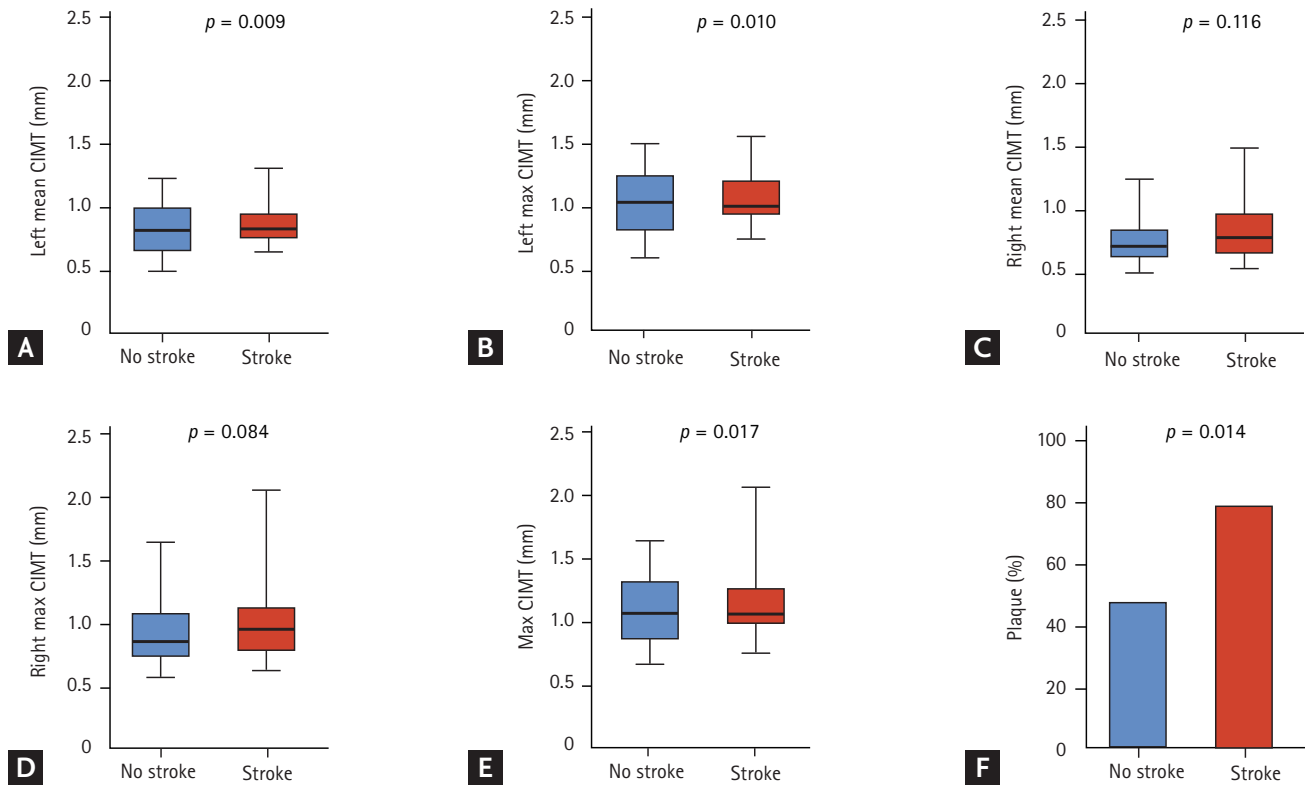 p = 0.009
2.5
2.0
1.5
1.0
0.5
0
Left mean CIMT (mm)
No stroke
Stroke
A
p = 0.010
2.5
2.0
1.5
1.0
0.5
0
Left max CIMT (mm)
No stroke
Stroke
B
p = 0.116
2.5
2.0
1.5
1.0
0.5
0
Right mean CIMT (mm)
No stroke
Stroke
C
p = 0.084
2.5
2.0
1.5
1.0
0.5
0
Right max CIMT (mm)
No stroke
Stroke
D
p = 0.017
2.5
2.0
1.5
1.0
0.5
0
Max CIMT (mm)
No stroke
Stroke
E
p = 0.014
100
80
60
40
20
0
Plaque (%)
No stroke
Stroke
F